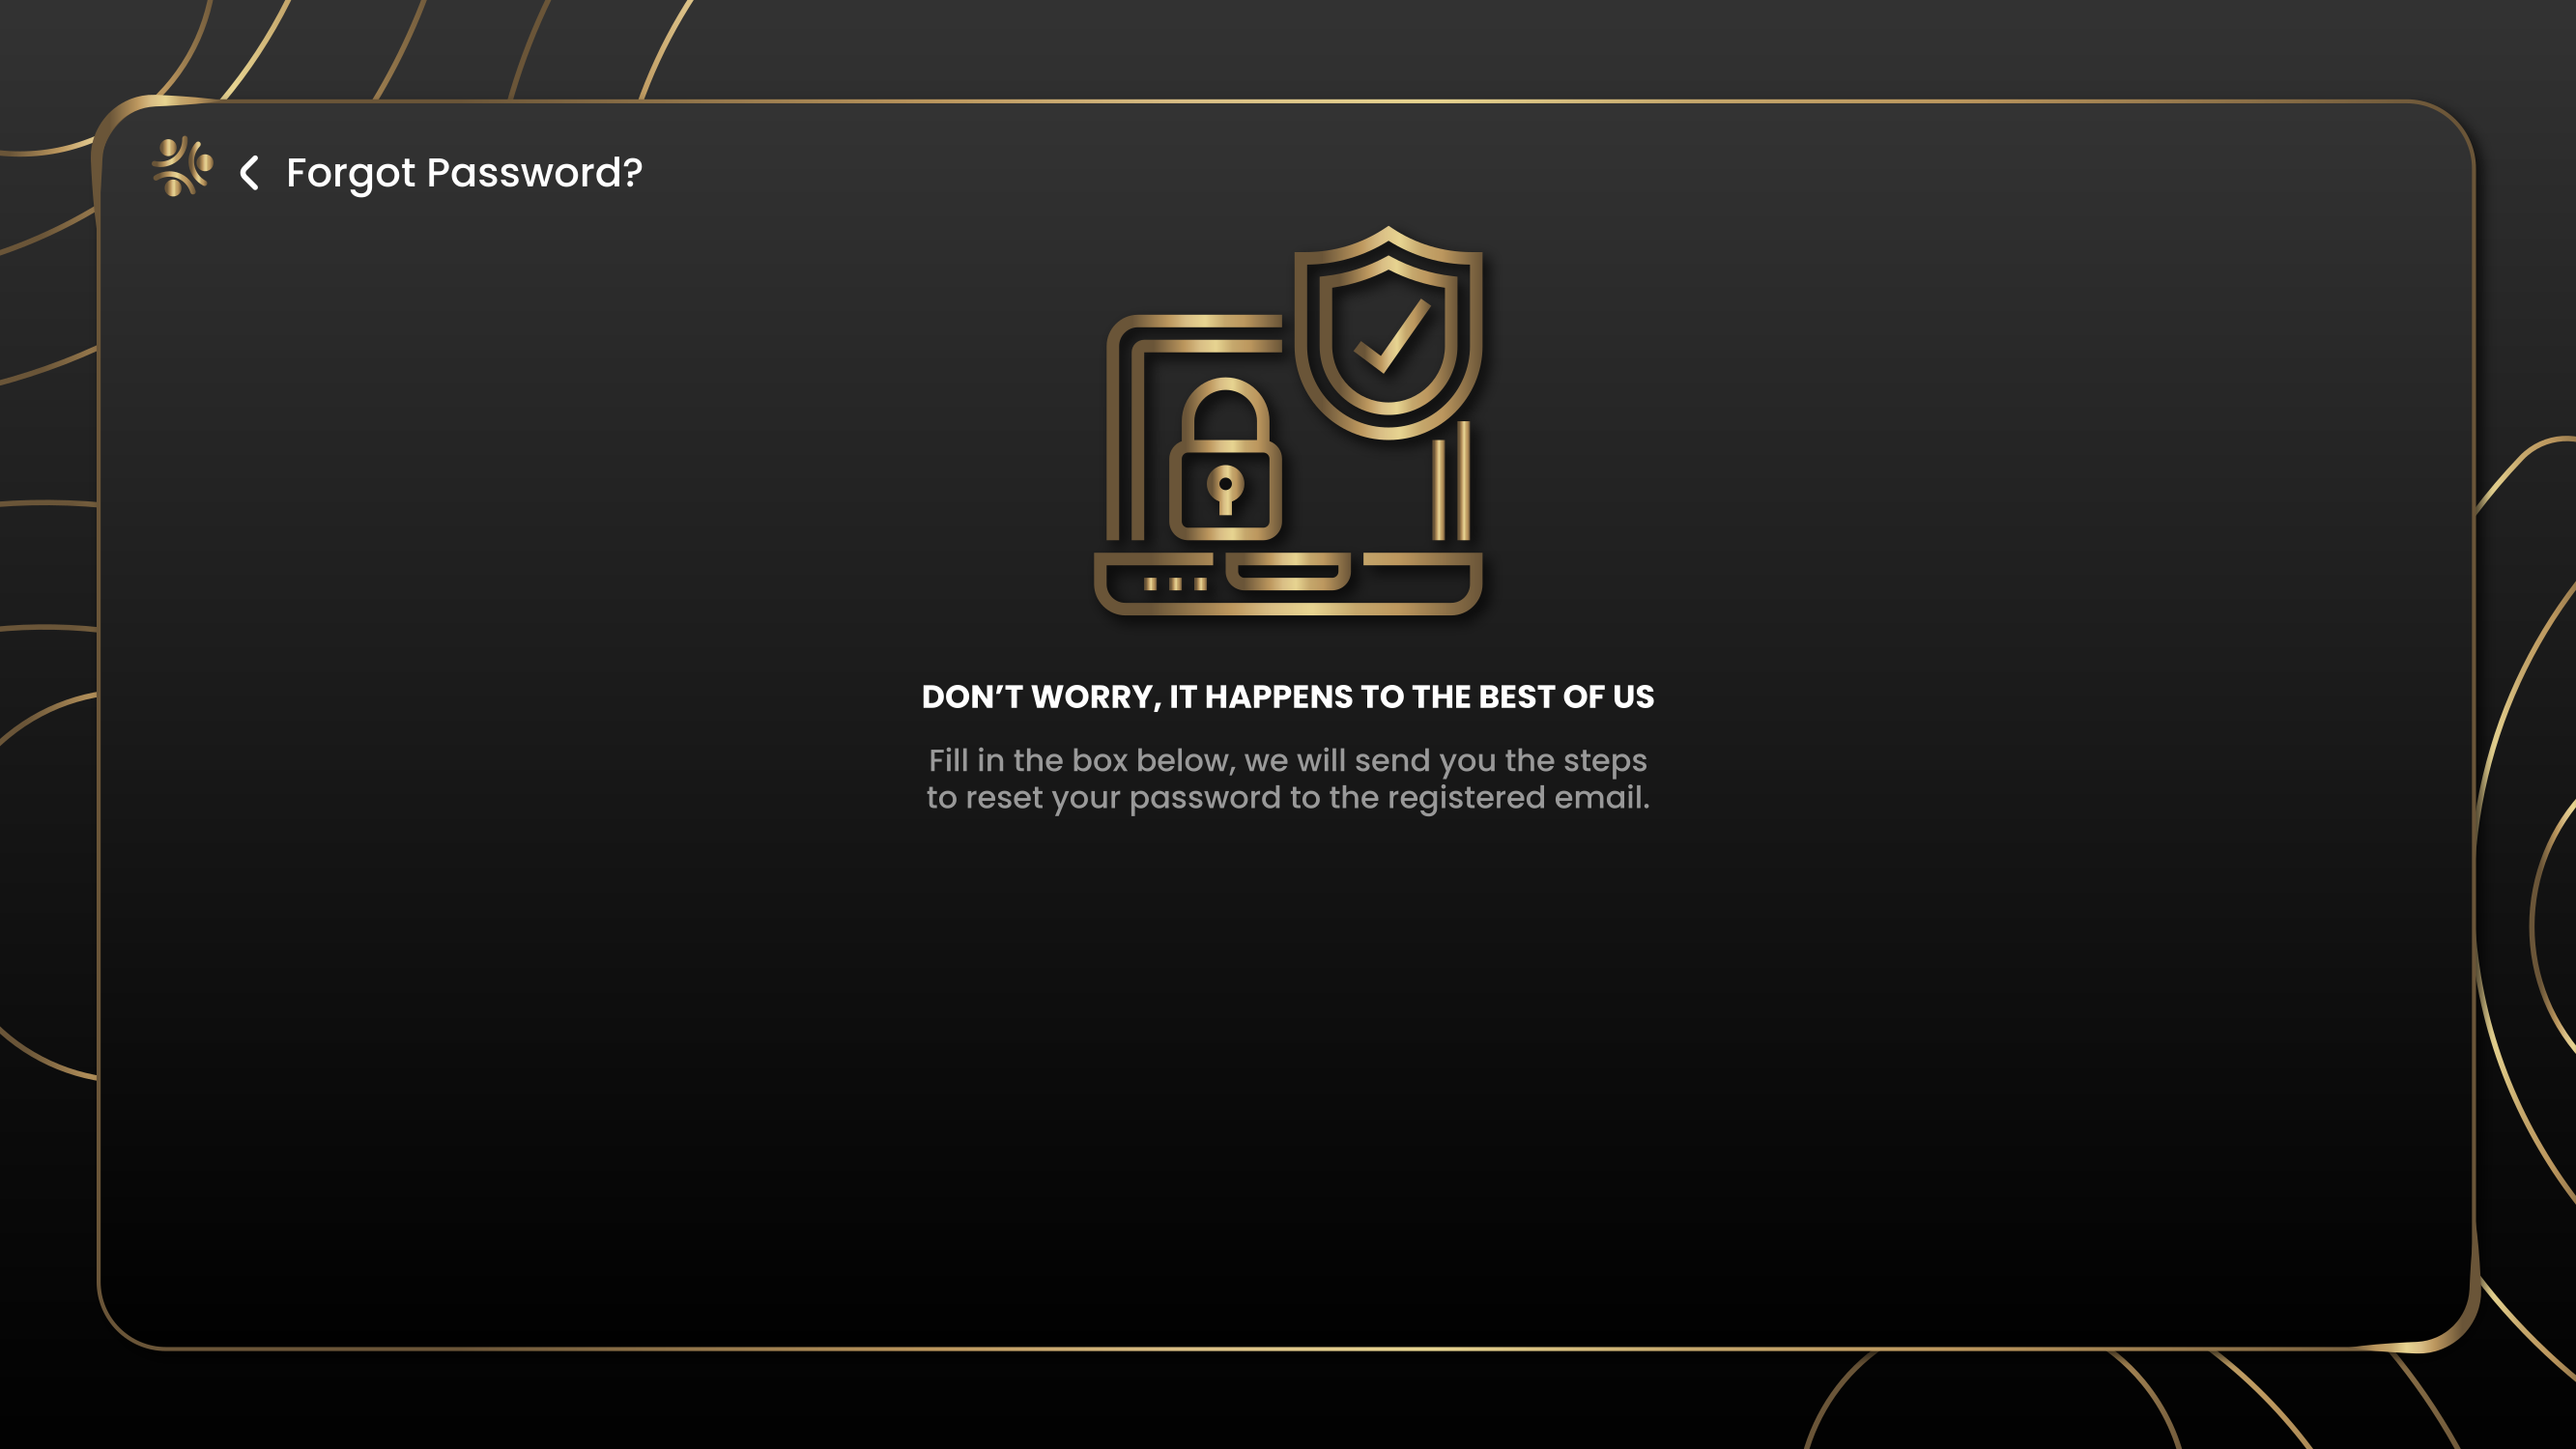 Forgot Password?
DON’T WORRY, IT HAPPENS TO THE BEST OF US
Fill in the box below, we will send you the steps
to reset your password to the registered email.